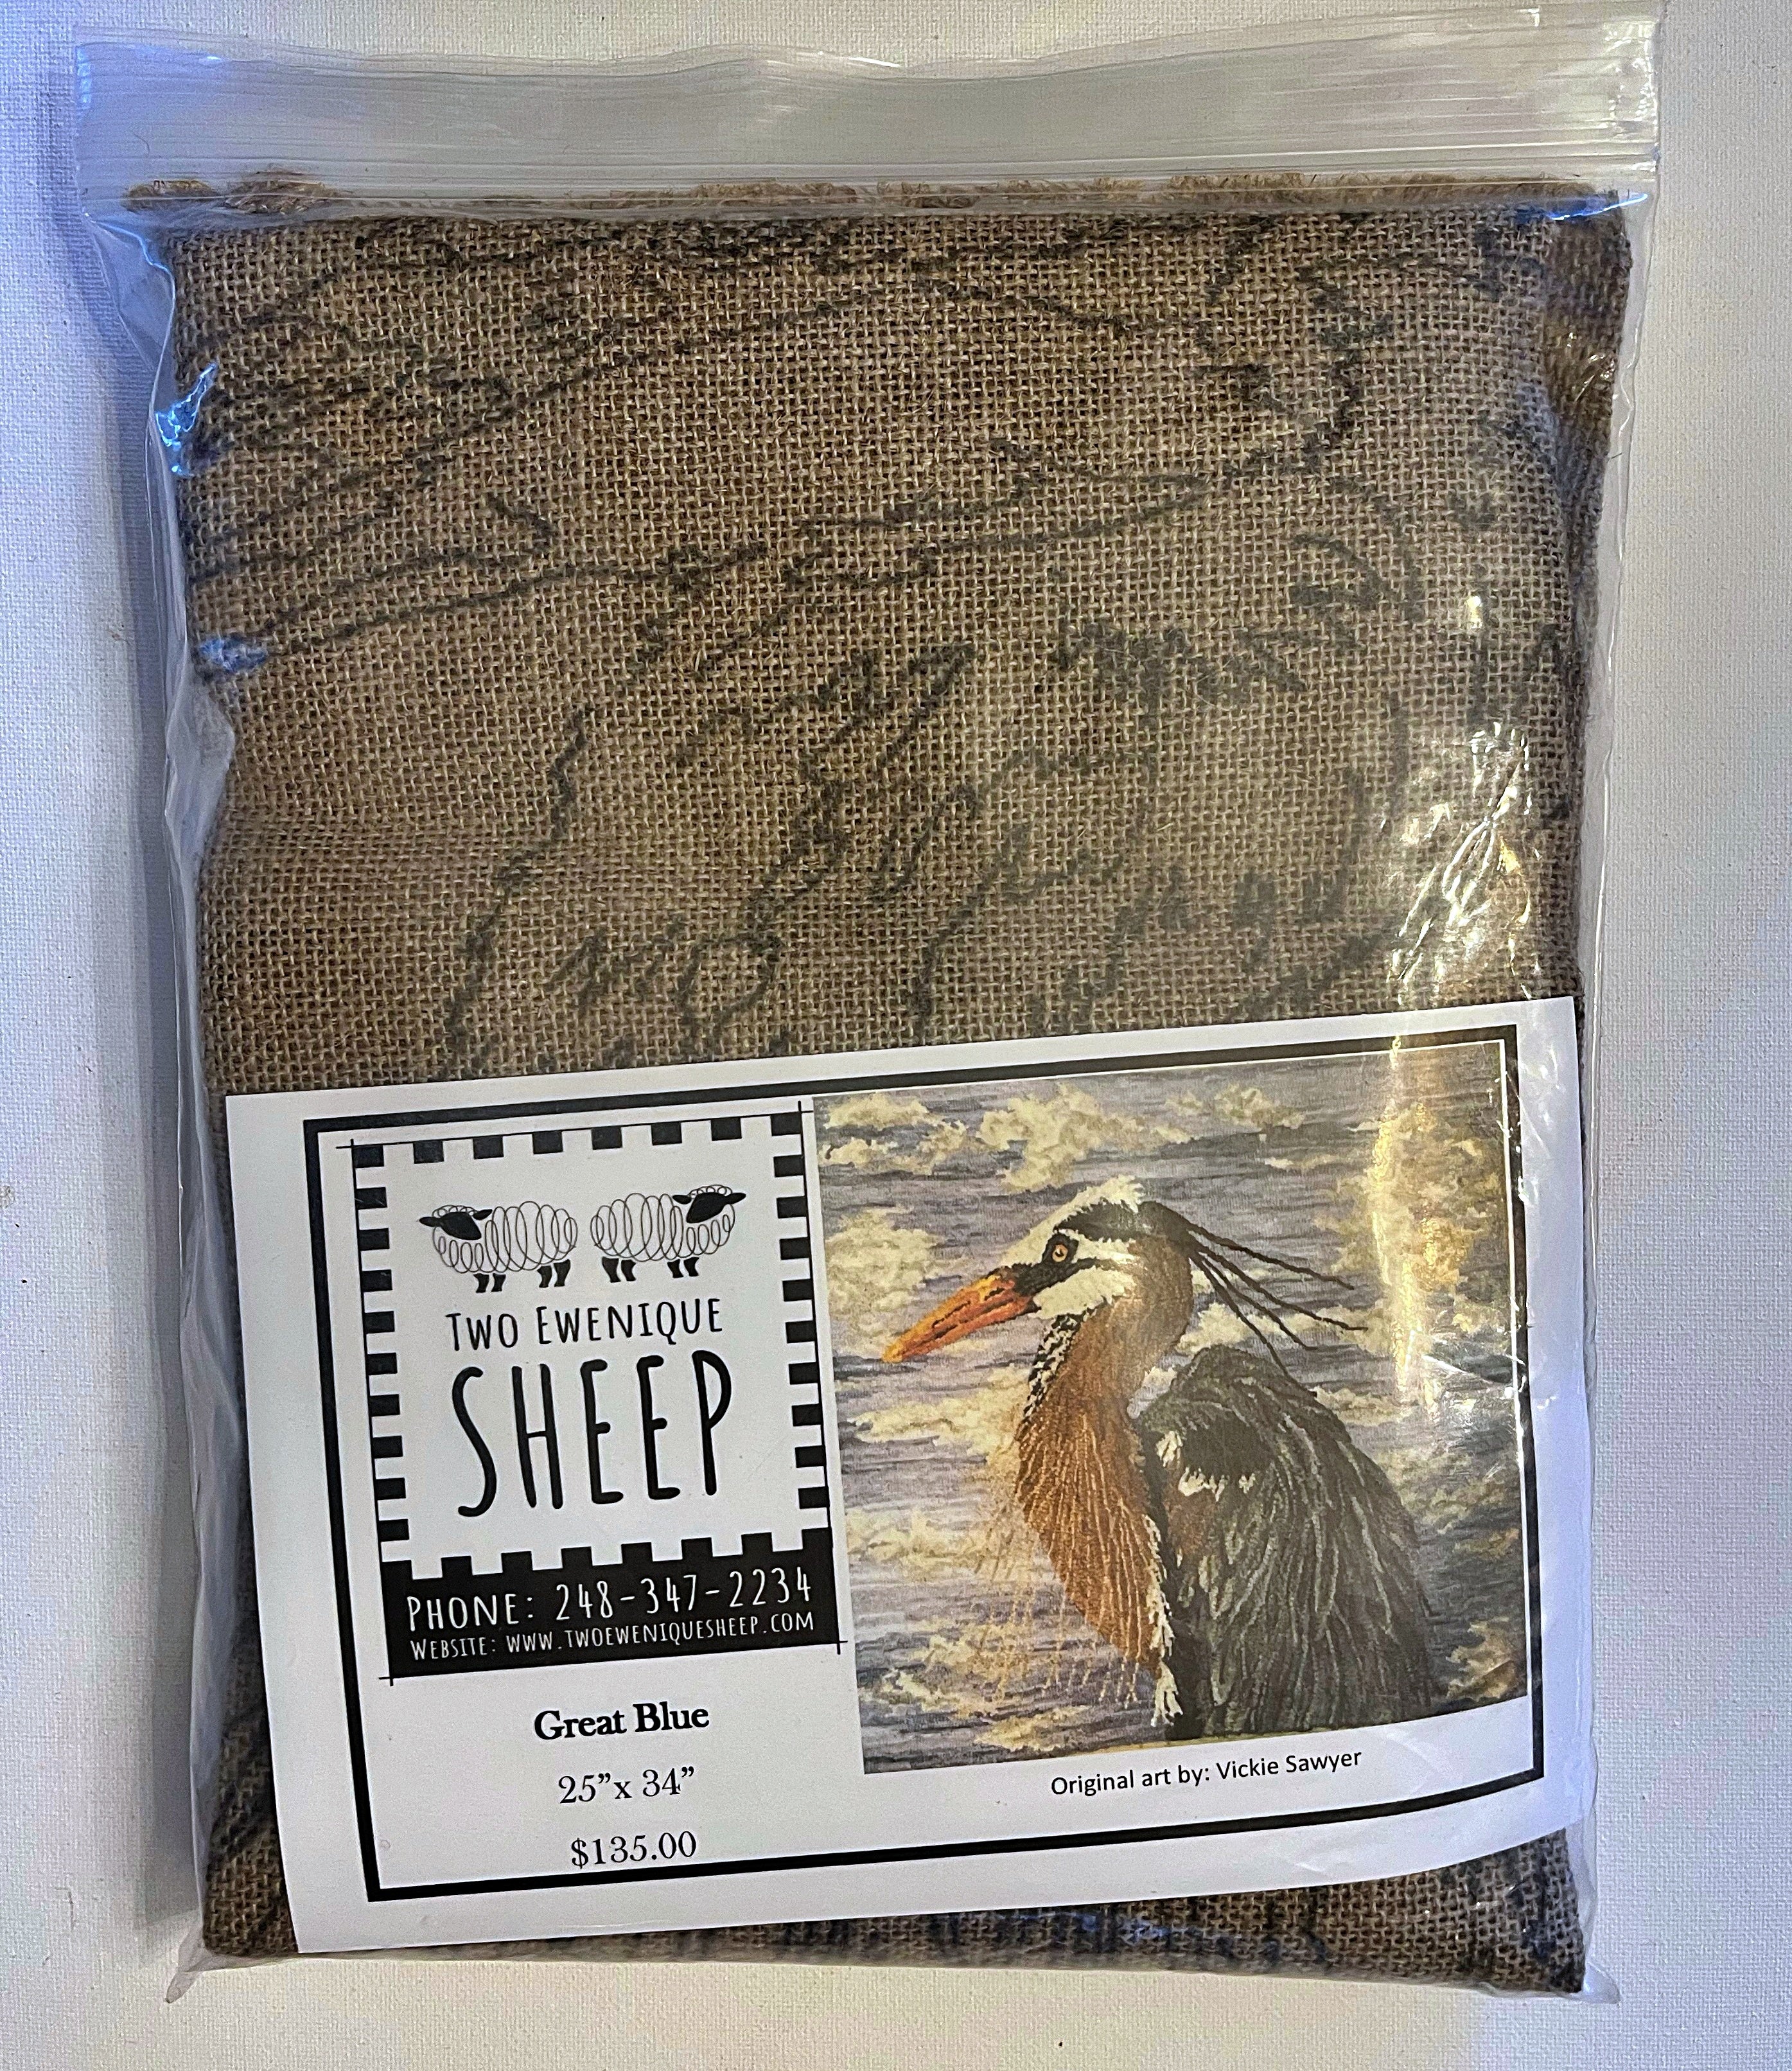 Two Ewenique
SHEEP
Phone: 248-347-2234
Website: www.twoeweniquesheep.com
Great Blue
25”x 34”
$135.00
Original art by: Vickie Sawyer